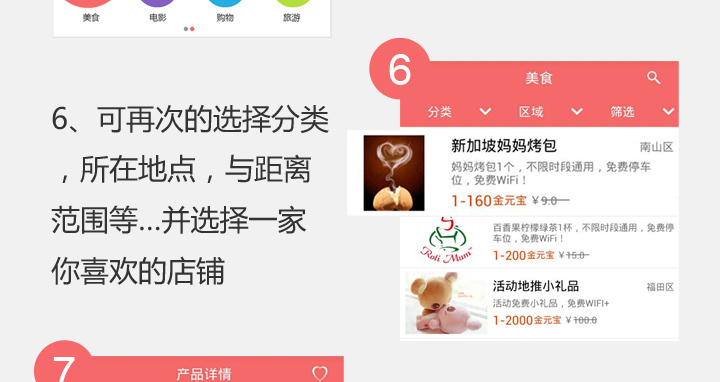 美食 电影 购物 旅游
6
6、可再次的选择分类
，所在地点，与距离
范围等...并选择一家
你喜欢的店铺
美食
分类 区域 筛选
新加坡妈妈烤包 南山区
妈妈烤包1个，不限时段通用，免费停车
位，免费WiFi！
1-160金元宝 ￥9.0
Roti Mum
百香果柠檬绿茶1杯，不限时段通用，免费停
车位，免费WiFi！
1-200金元宝 ￥15.0
活动地推小礼品 福田区
活动免费小礼品，免费WIFI+
1-2000金元宝 ￥100.0
7
产品详情